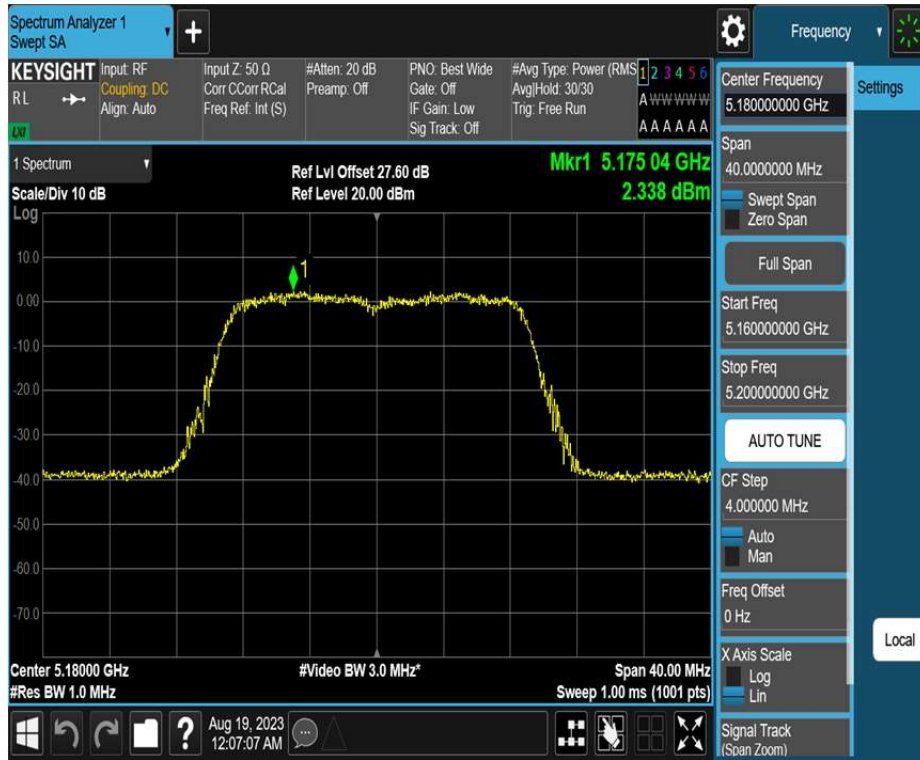 Spectrum Analyzer 1
Swept SA
+
Frequency
KEYSIGHT
R L
LXI
Input: RF
Coupling: DC
Align: Auto
Input Z: 50 Ω
Corr CCorr RCal
Freq Ref: Int (S)
#Atten: 20 dB
Preamp: Off
PNO: Best Wide
Gate: Off
IF Gain: Low
Sig Track: Off
#Avg Type: Power (RMS
Avg|Hold: 30/30
Trig: Free Run
1 2 3 4 5 6
A W W W W W
A A A A A A
1 Spectrum
Scale/Div 10 dB
Log
Ref Lvl Offset 27.60 dB
Ref Level 20.00 dBm
Mkr1 5.175 04 GHz
2.338 dBm
1
10.0
0.00
-10.0
-20.0
-30.0
-40.0
-50.0
-60.0
-70.0
Center 5.18000 GHz
#Res BW 1.0 MHz
#Video BW 3.0 MHz*
Span 40.00 MHz
Sweep 1.00 ms (1001 pts)
?
Aug 19, 2023
12:07:07 AM
Center Frequency
5.18000000 GHz
Span
40.0000000 MHz
Swept Span
Zero Span
Full Span
Start Freq
5.160000000 GHz
Stop Freq
5.200000000 GHz
AUTO TUNE
CF Step
4.000000 MHz
Auto
Man
Freq Offset
0 Hz
X Axis Scale
Log
Lin
Signal Track
(Span Zoom)
Settings
Local